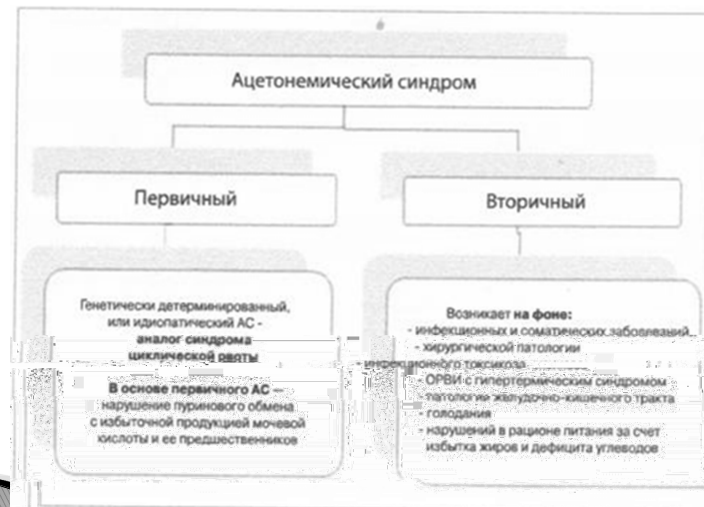 Ацетонемический синдром
Первичный
Вторичный
Генетически детерминированный,
или идиопатический АС -
аналог синдрома
циклической рвоты
В основе первичного АС —
нарушение пуринового обмена
с избыточной продукцией мочевой
кислоты и ее предшественников
Возникает на фоне:
- инфекционных и соматических заболеваний,
- хирургической патологии
- инфекционного токсикоза
- ОРВИ с гипертермическим синдромом
- патологии желудочно-кишечного тракта
- голодания
- нарушений в рационе питания за счет
избытка жиров и дефицита углеводов